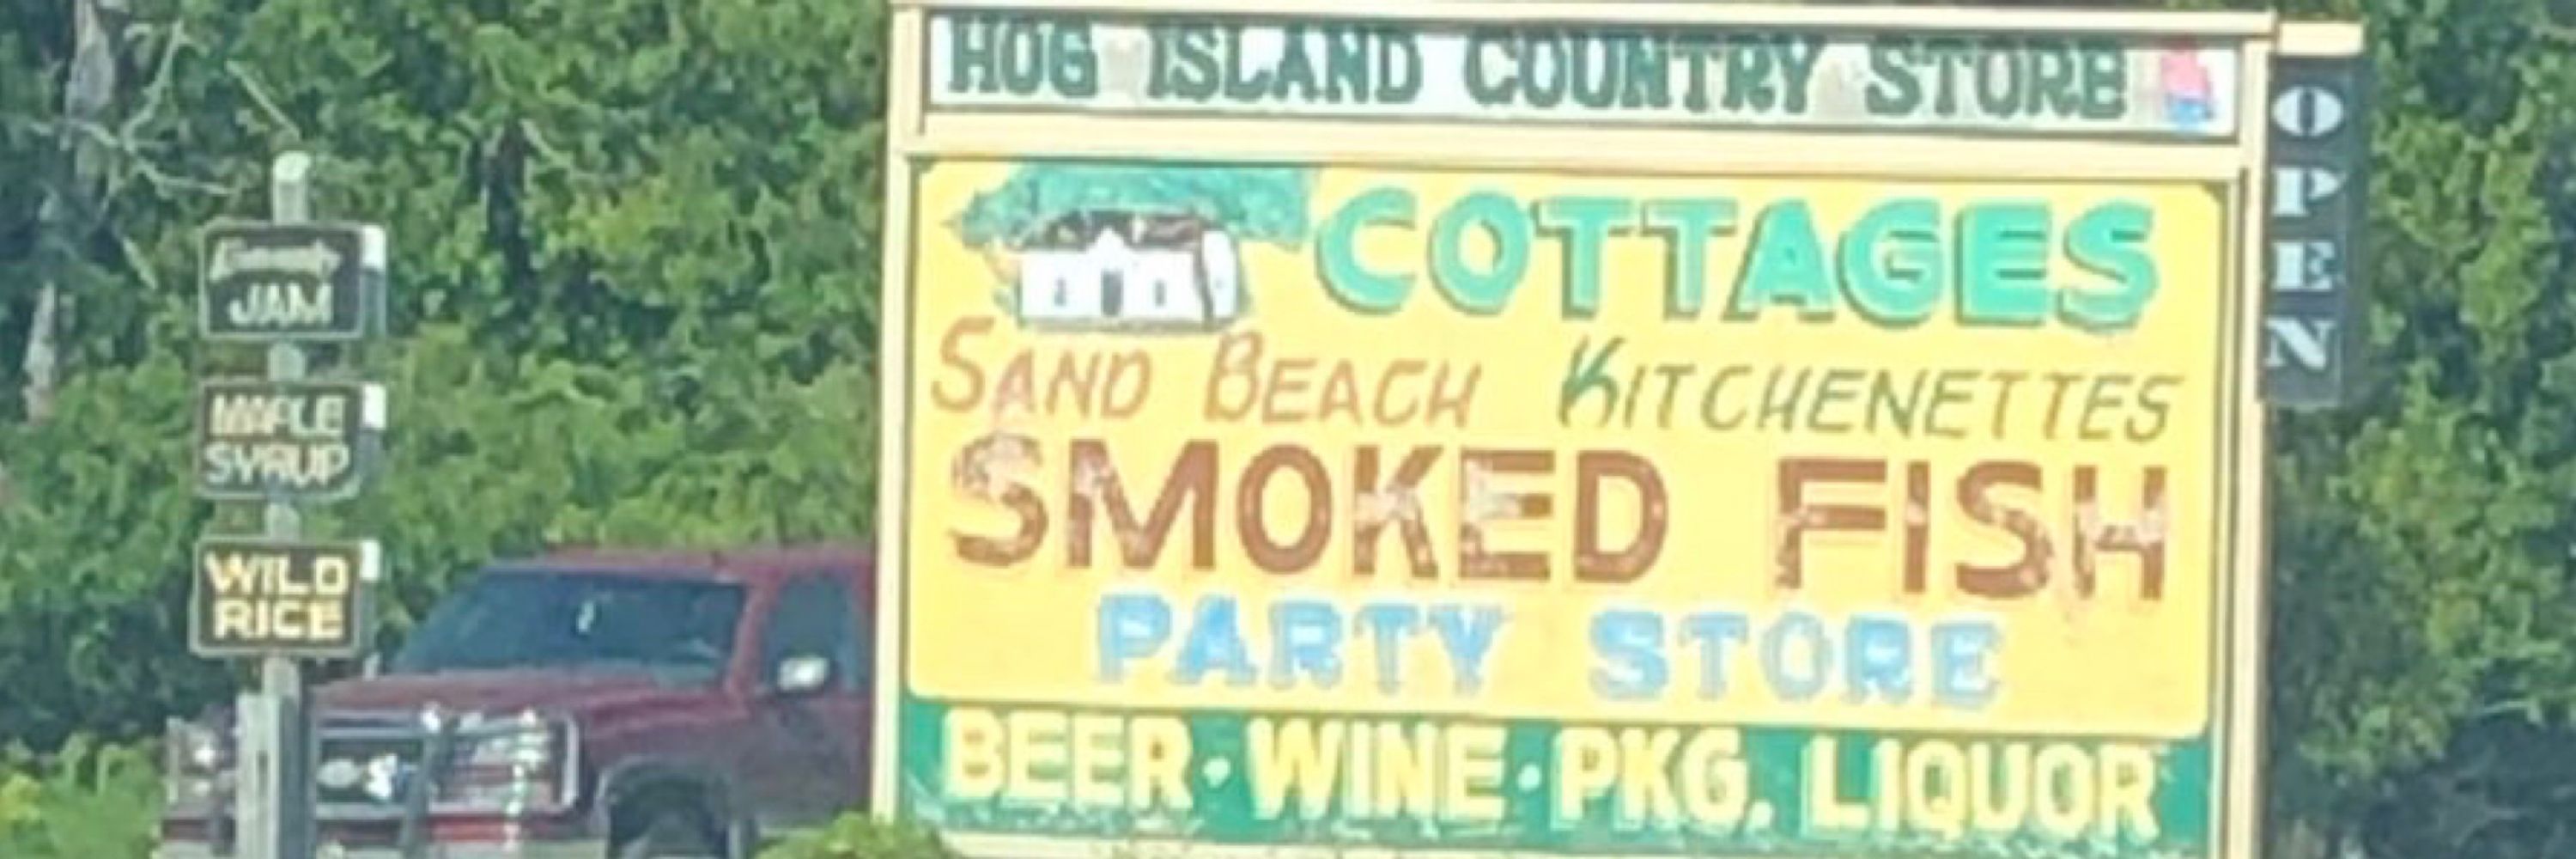 HOG ISLAND COUNTRY STORE
COTTAGES
SAND BEACH KITCHENETTES
SMOKED FISH
PARTY STORE
BEER · WINE · PKG. LIQUOR
OPEN
JAM
MAPLE
SYRUP
WILD
RICE